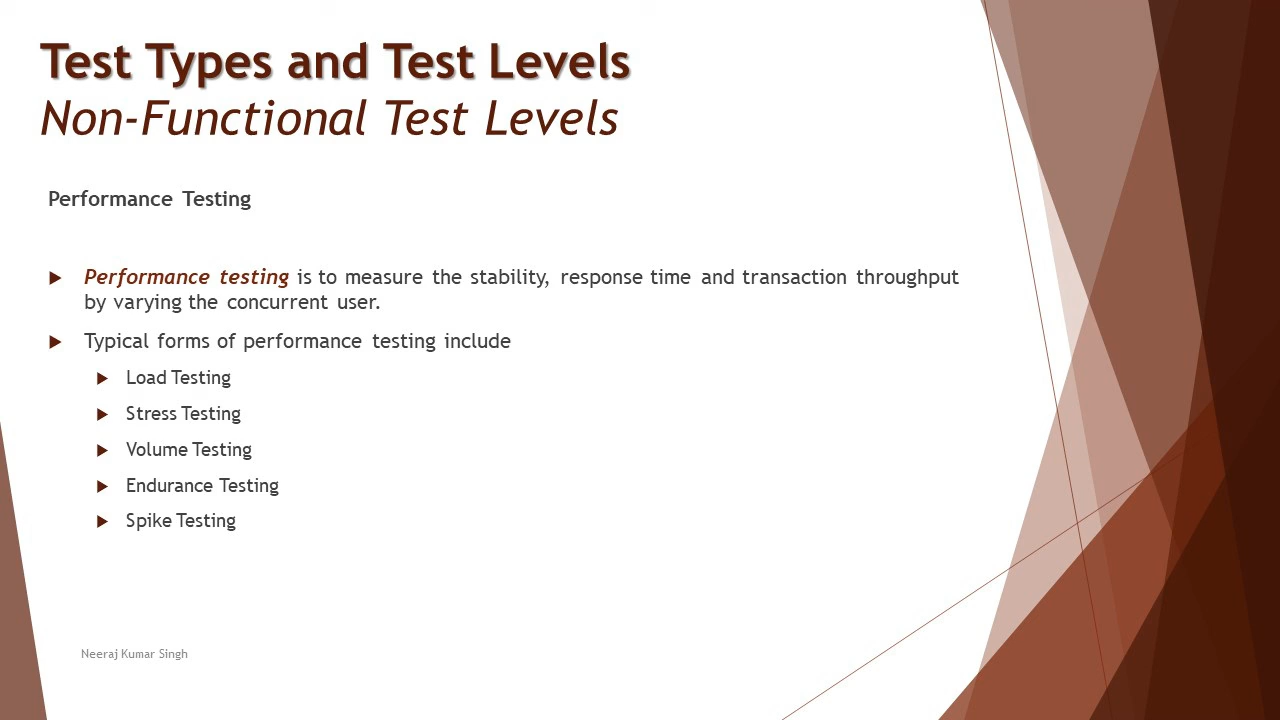 Test Types and Test Levels
Non-Functional Test Levels
Performance Testing
Performance testing is to measure the stability, response time and transaction throughput
by varying the concurrent user.
Typical forms of performance testing include
Load Testing
Stress Testing
Volume Testing
Endurance Testing
Spike Testing
Neeraj Kumar Singh